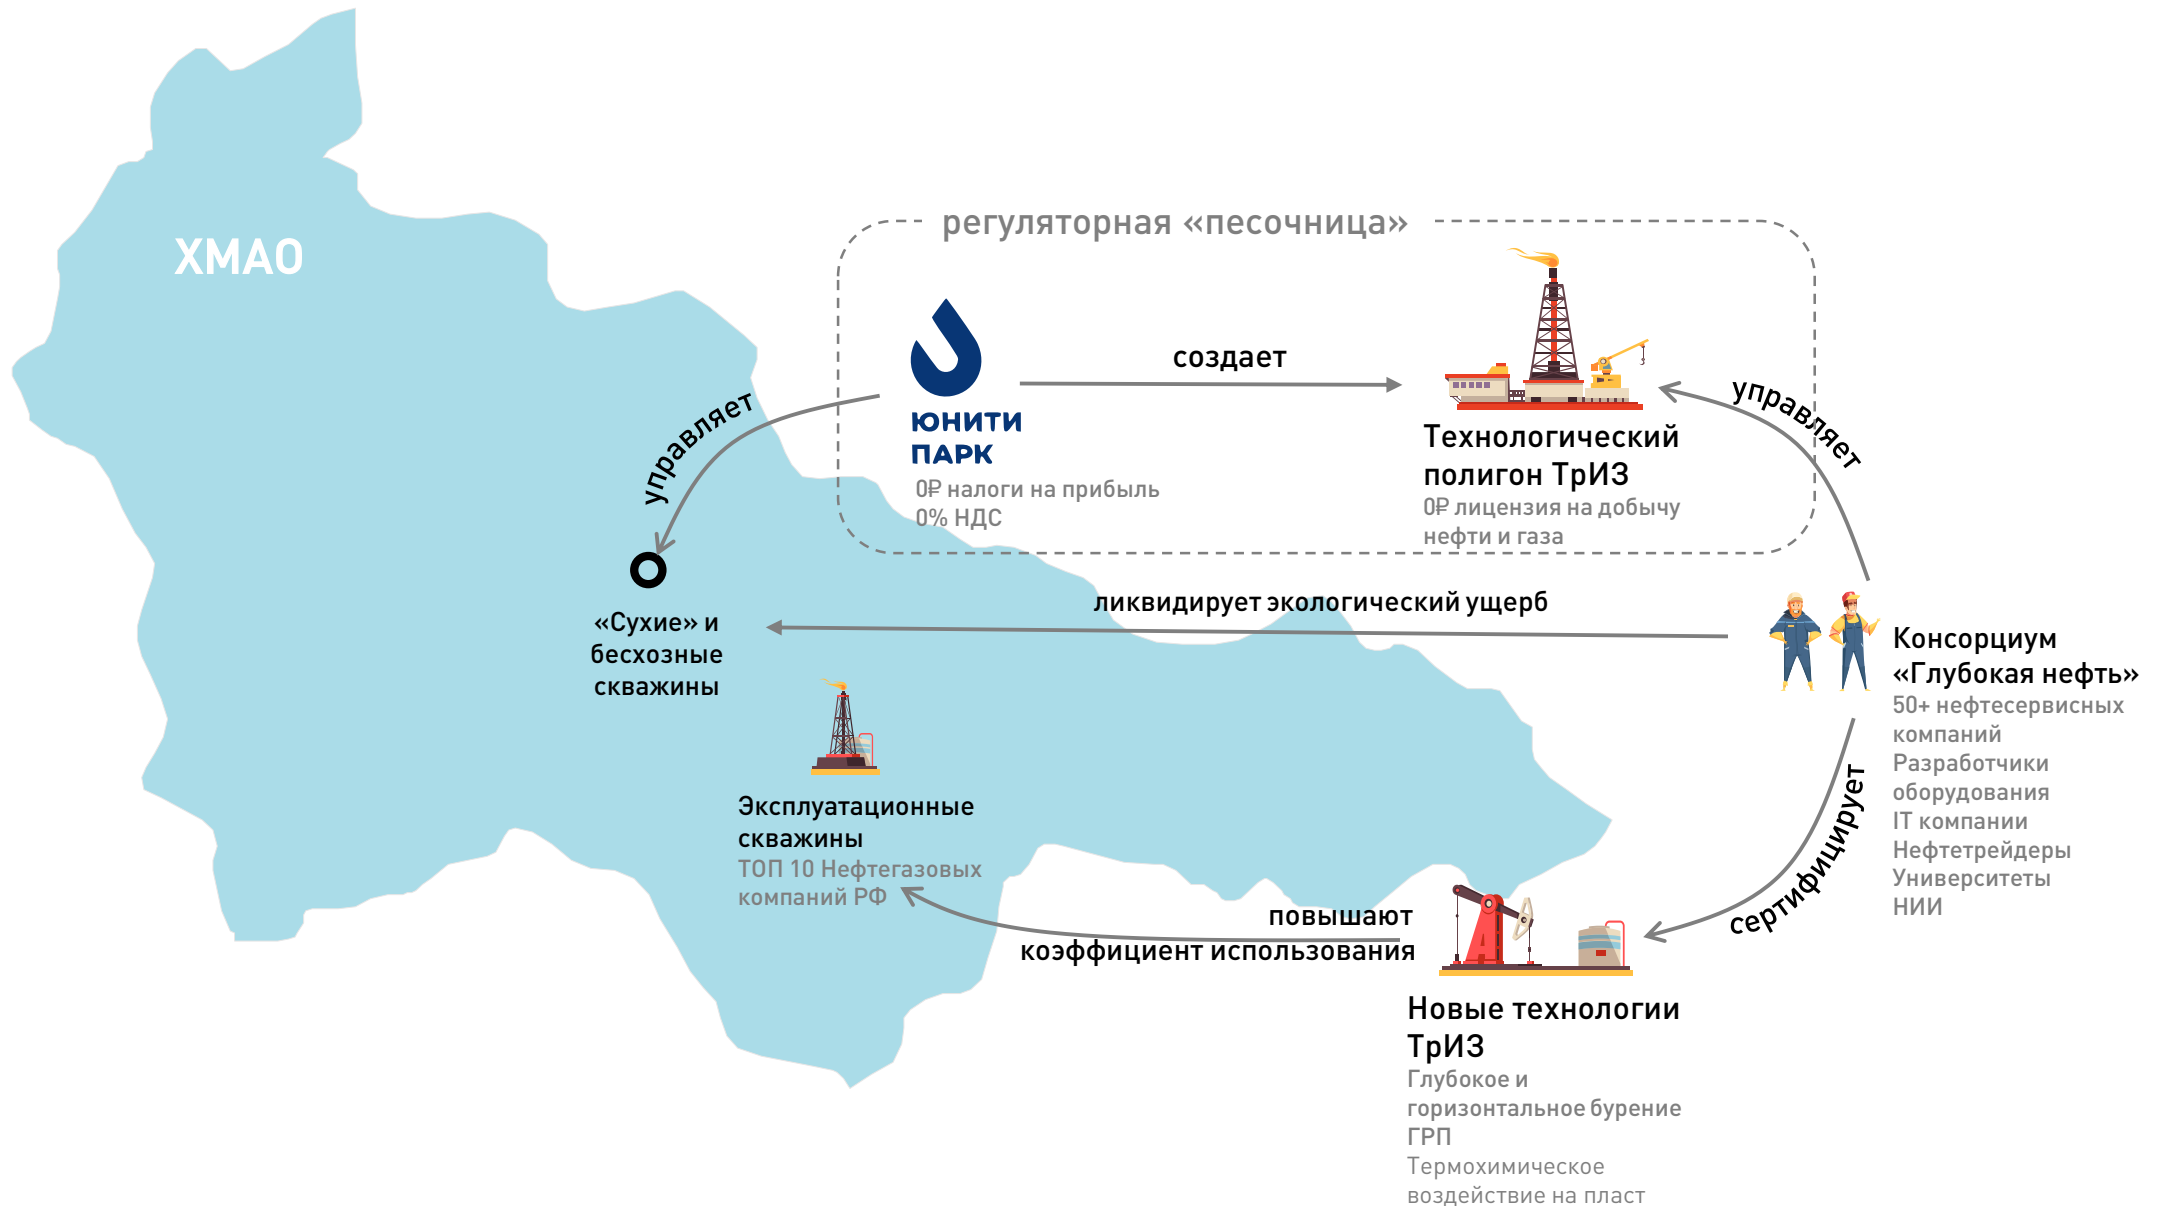 ХМАО
регуляторная «песочница»
ЮНИТИ
ПАРК
0₽ налоги на прибыль
0% НДС
создает
Технологический
полигон ТрИЗ
0₽ лицензия на добычу
нефти и газа
управляет
управляет
«Сухие» и
бесхозные
скважины
ликвидирует экологический ущерб
Консорциум
«Глубокая нефть»
50+ нефтесервисных
компаний
Разработчики
оборудования
IT компании
Нефтетрейдеры
Университеты
НИИ
Эксплуатационные
скважины
ТОП 10 Нефтегазовых
компаний РФ
сертифицирует
повышают
коэффициент использования
Новые технологии
ТрИЗ
Глубокое и
горизонтальное бурение
ГРП
Термохимическое
воздействие на пласт